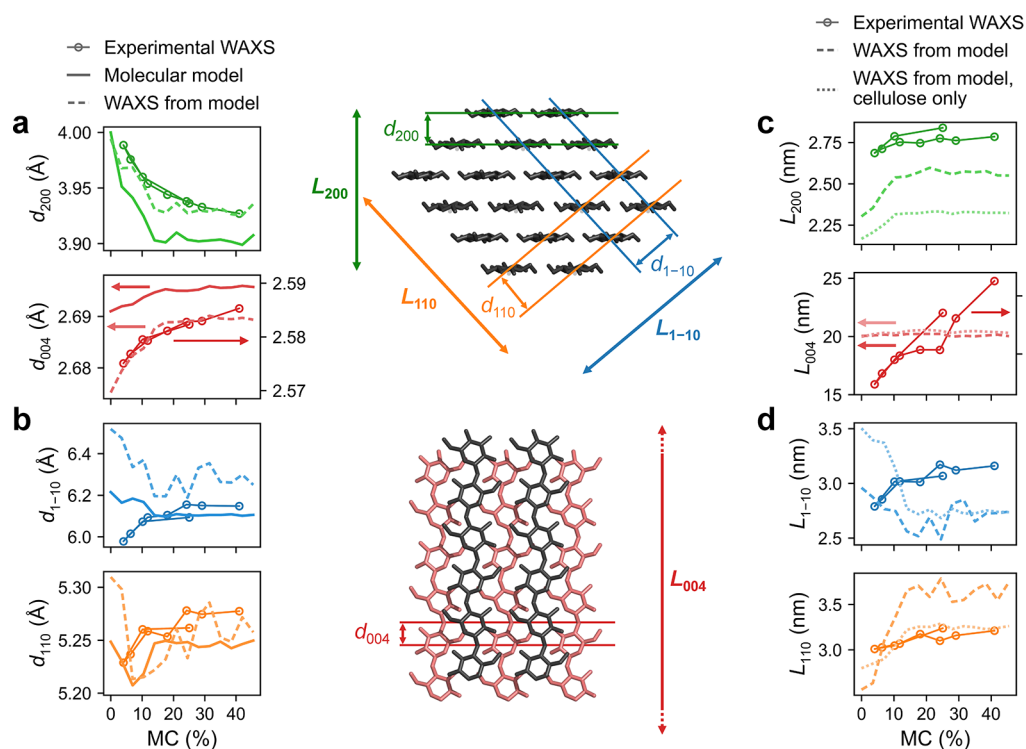 Experimental WAXS
Molecular model
WAXS from model
Experimental WAXS
WAXS from model
WAXS from model,
cellulose only
a
4.00
3.95
3.90
d200 (Å)
2.69
2.68
d004 (Å)
2.59
2.58
2.57
b
6.4
6.2
6.0
d1−10 (Å)
5.30
5.25
5.20
d110 (Å)
0 10 20 30 40
MC (%)
d200
L200
L110
d110
d1−10
L1−10
d004
L004
c
2.75
2.50
2.25
L200 (nm)
25
20
15
L004 (nm)
d
3.5
3.0
2.5
L1−10 (nm)
3.5
3.0
L110 (nm)
0 10 20 30 40
MC (%)